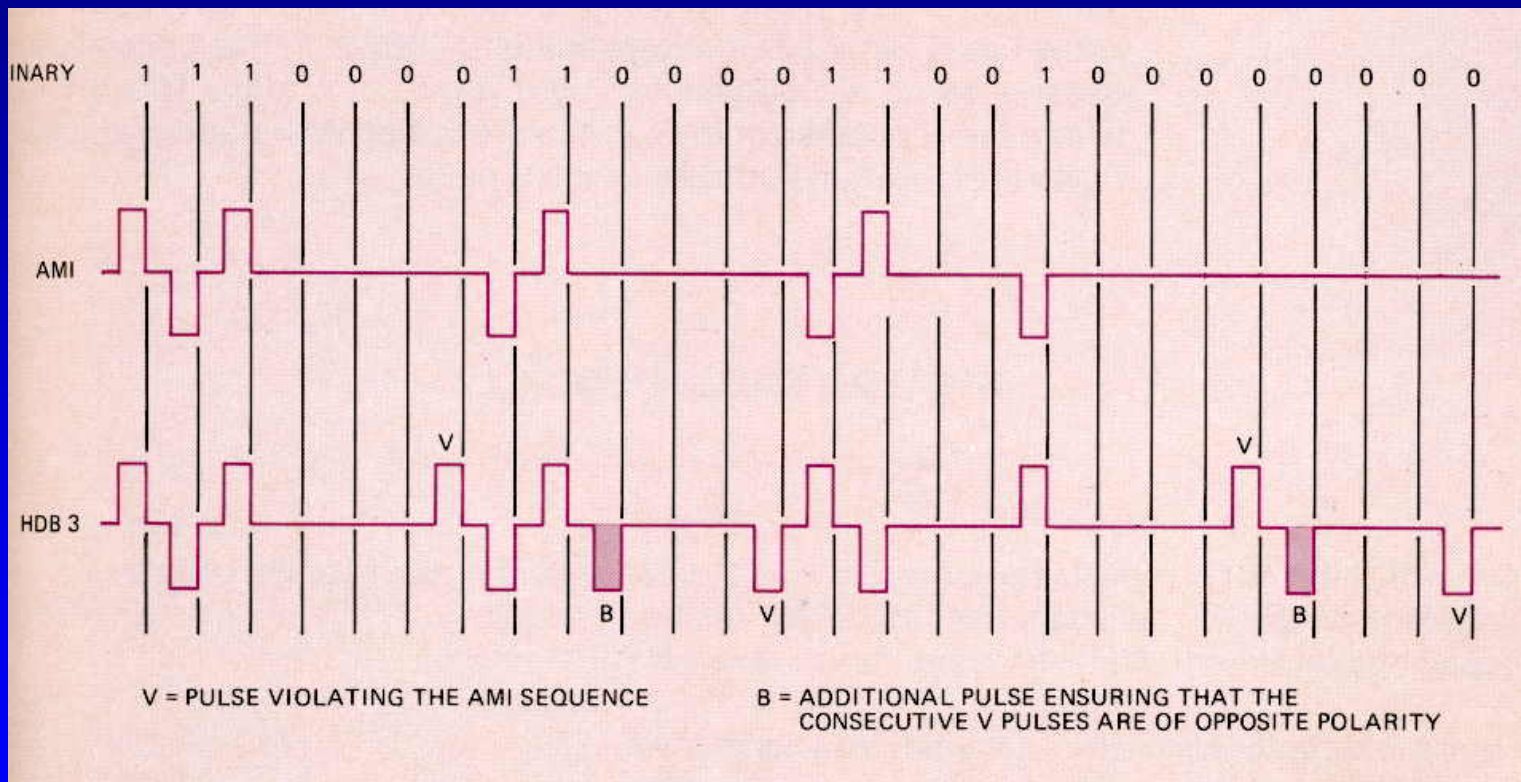 INARY 1 1 1 0 0 0 0 1 1 0 0 0 0 1 1 0 0 1 0 0 0 0 0 0 0 0
AMI
V V
HDB 3
B V B V
V = PULSE VIOLATING THE AMI SEQUENCE
B = ADDITIONAL PULSE ENSURING THAT THE
CONSECUTIVE V PULSES ARE OF OPPOSITE POLARITY